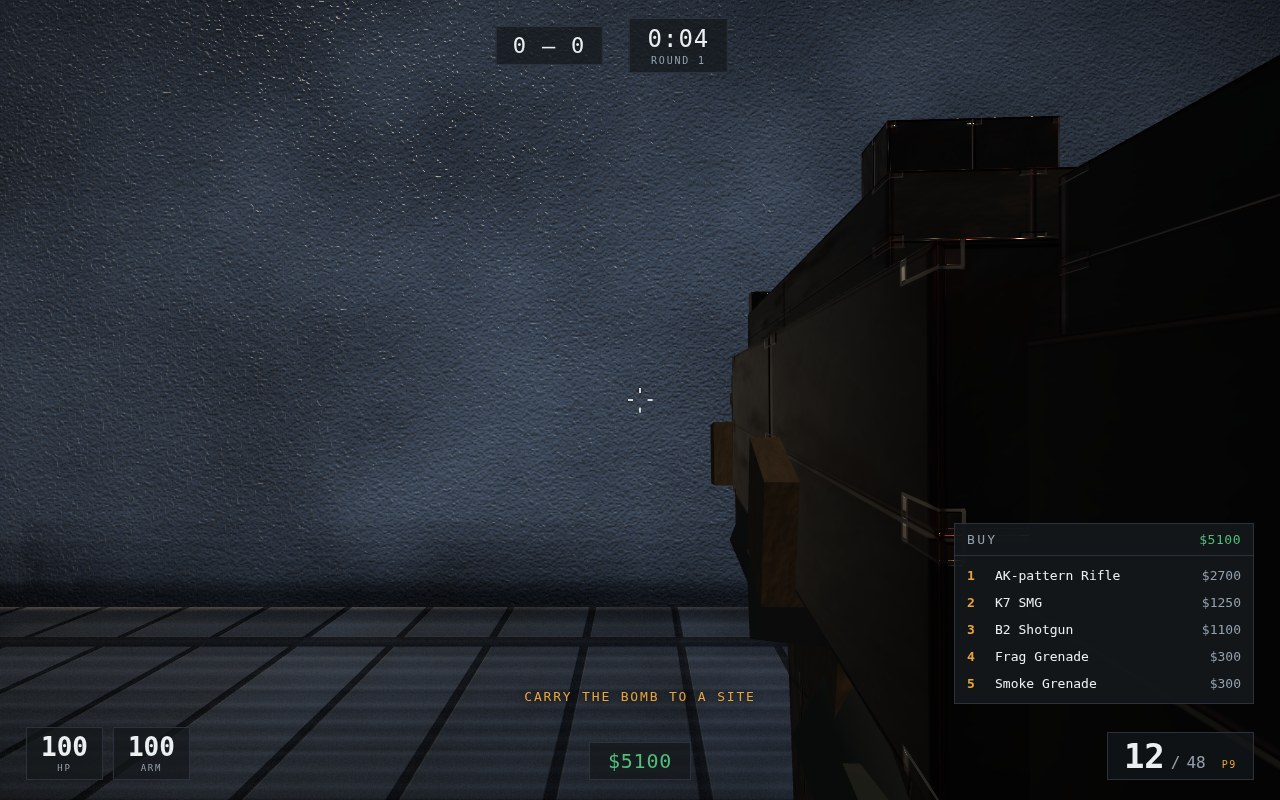 0 — 0
0:04
ROUND 1
BUY $5100
1 AK-pattern Rifle $2700
2 K7 SMG $1250
3 B2 Shotgun $1100
4 Frag Grenade $300
5 Smoke Grenade $300
CARRY THE BOMB TO A SITE
100 HP
100 ARM
$5100
12 / 48 P9